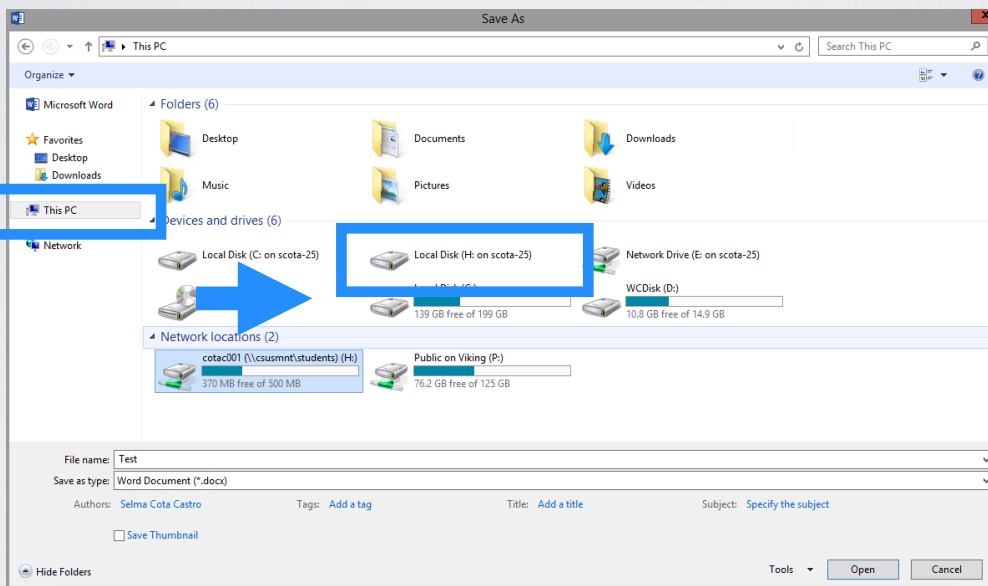 Save As
This PC
Search This PC
Organize
Microsoft Word
Favorites
Desktop
Downloads
This PC
Network
Folders (6)
Desktop
Documents
Downloads
Music
Pictures
Videos
Devices and drives (6)
Local Disk (C: on scota-25)
Local Disk (H: on scota-25)
Network Drive (E: on scota-25)
139 GB free of 199 GB
WCDisk (D:)
10.8 GB free of 14.9 GB
Network locations (2)
cotac001 (\\csusmnt\students) (H:)
370 MB free of 500 MB
Public on Viking (P:)
76.2 GB free of 125 GB
File name: Test
Save as type: Word Document (*.docx)
Authors: Selma Cota Castro Tags: Add a tag Title: Add a title Subject: Specify the subject
Save Thumbnail
Hide Folders
Tools Open Cancel